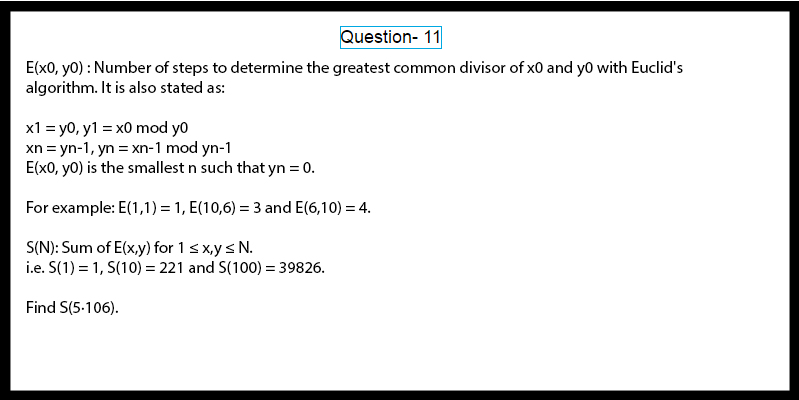 Question- 11
E(x0, y0) : Number of steps to determine the greatest common divisor of x0 and y0 with Euclid's
algorithm. It is also stated as:
x1 = y0, y1 = x0 mod y0
xn = yn-1, yn = xn-1 mod yn-1
E(x0, y0) is the smallest n such that yn = 0.
For example: E(1,1) = 1, E(10,6) = 3 and E(6,10) = 4.
S(N): Sum of E(x,y) for 1 ≤ x,y ≤ N.
i.e. S(1) = 1, S(10) = 221 and S(100) = 39826.
Find S(5·106).